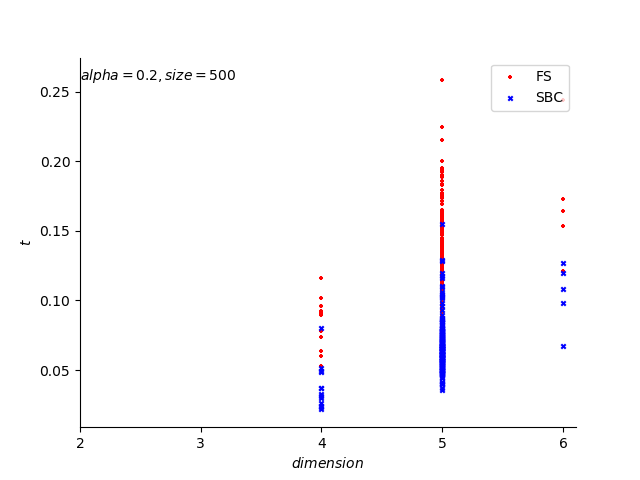 alpha = 0.2, size = 500
FS
SBC
0.25
0.20
0.15
0.10
0.05
t
2 3 4 5 6
dimension